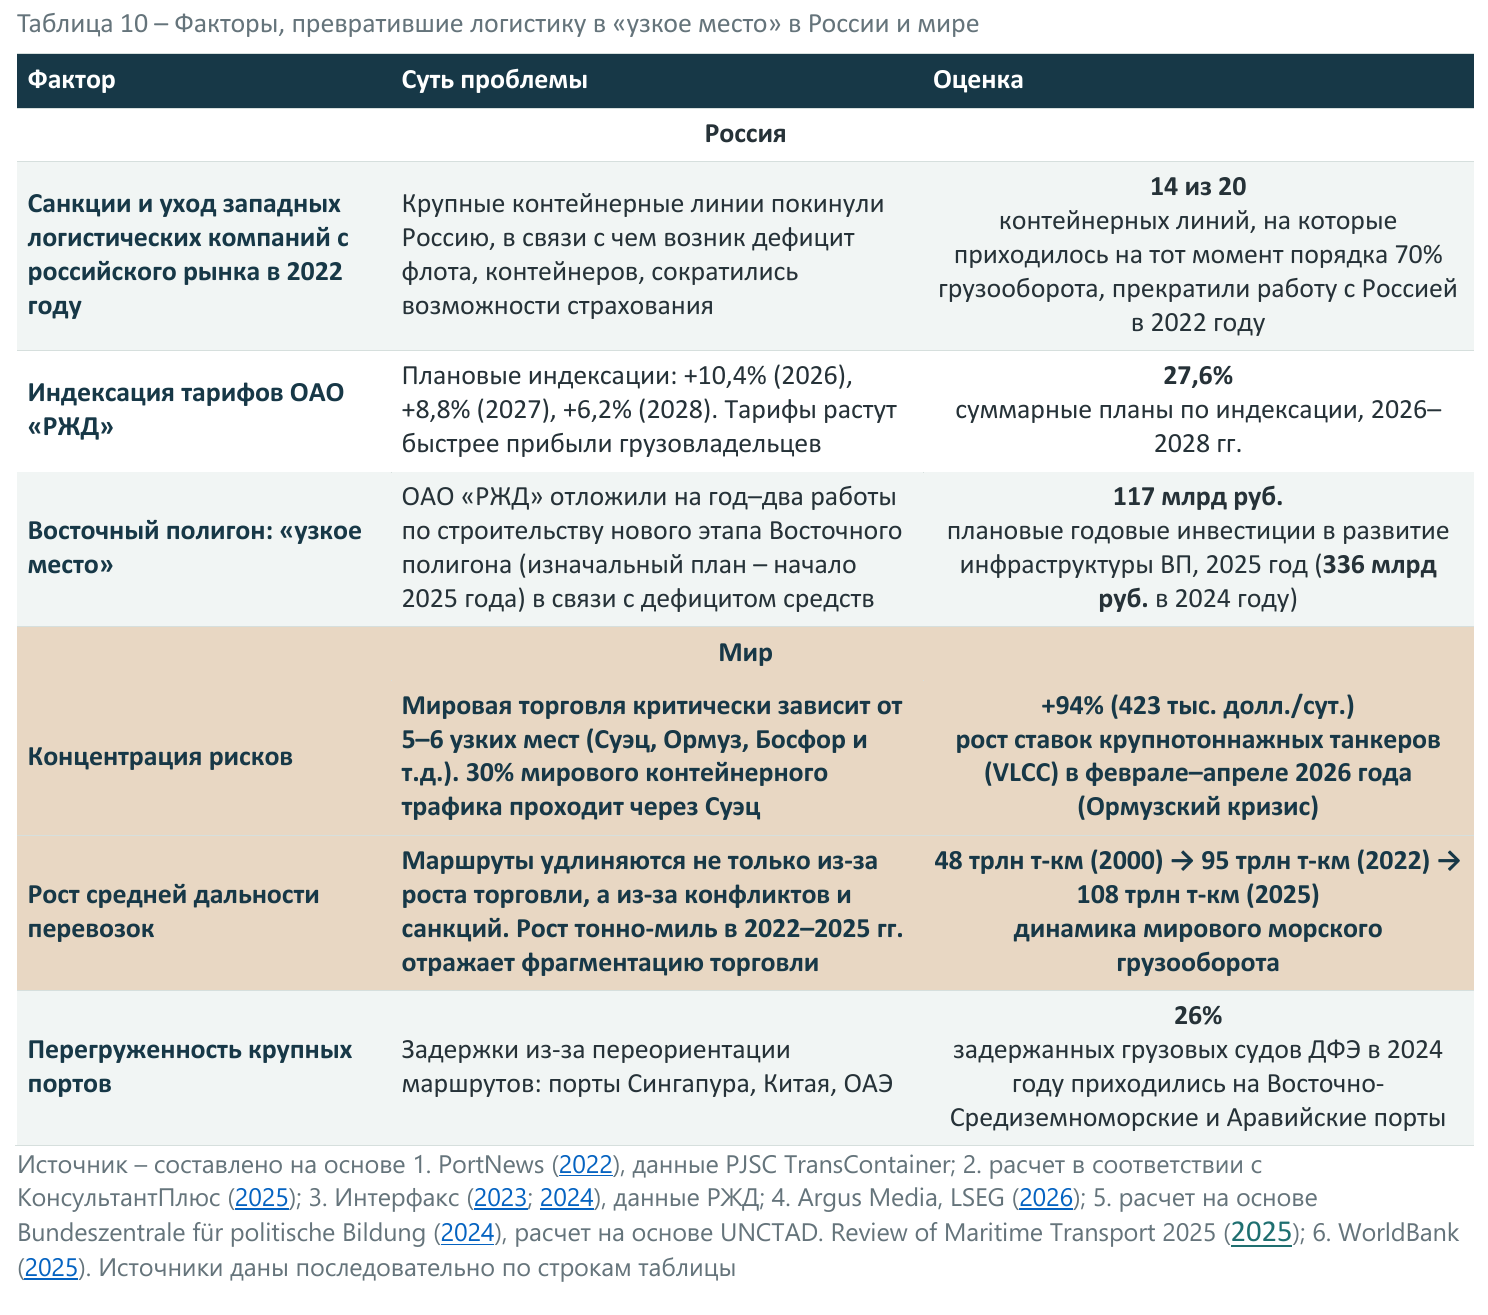 Таблица 10 – Факторы, превратившие логистику в «узкое место» в России и мире
Фактор
Суть проблемы
Оценка
Россия
Санкции и уход западных
логистических компаний с
российского рынка в 2022
году
Крупные контейнерные линии покинули
Россию, в связи с чем возник дефицит
флота, контейнеров, сократились
возможности страхования
14 из 20
контейнерных линий, на которые
приходилось на тот момент порядка 70%
грузооборота, прекратили работу с Россией
в 2022 году
Индексация тарифов ОАО
«РЖД»
Плановые индексации: +10,4% (2026),
+8,8% (2027), +6,2% (2028). Тарифы растут
быстрее прибыли грузовладельцев
27,6%
суммарные планы по индексации, 2026–
2028 гг.
Восточный полигон: «узкое
место»
ОАО «РЖД» отложили на год–два работы
по строительству нового этапа Восточного
полигона (изначальный план – начало
2025 года) в связи с дефицитом средств
117 млрд руб.
плановые годовые инвестиции в развитие
инфраструктуры ВП, 2025 год (336 млрд
руб. в 2024 году)
Мир
Концентрация рисков
Мировая торговля критически зависит от
5–6 узких мест (Суэц, Ормуз, Босфор и
т.д.). 30% мирового контейнерного
трафика проходит через Суэц
+94% (423 тыс. долл./сут.)
рост ставок крупнотоннажных танкеров
(VLCC) в феврале–апреле 2026 года
(Ормузский кризис)
Рост средней дальности
перевозок
Маршруты удлиняются не только из-за
роста торговли, а из-за конфликтов и
санкций. Рост тонно-миль в 2022–2025 гг.
отражает фрагментацию торговли
48 трлн т-км (2000) → 95 трлн т-км (2022) →
108 трлн т-км (2025)
динамика мирового морского
грузооборота
Перегруженность крупных
портов
Задержки из-за переориентации
маршрутов: порты Сингапура, Китая, ОАЭ
26%
задержанных грузовых судов ДФЭ в 2024
году приходились на Восточно-
Средиземноморские и Аравийские порты
Источник – составлено на основе 1. PortNews (2022), данные PJSC TransContainer; 2. расчет в соответствии с
КонсультантПлюс (2025); 3. Интерфакс (2023; 2024), данные РЖД; 4. Argus Media, LSEG (2026); 5. расчет на основе
Bundeszentrale für politische Bildung (2024), расчет на основе UNCTAD. Review of Maritime Transport 2025 (2025); 6. WorldBank
(2025). Источники даны последовательно по строкам таблицы